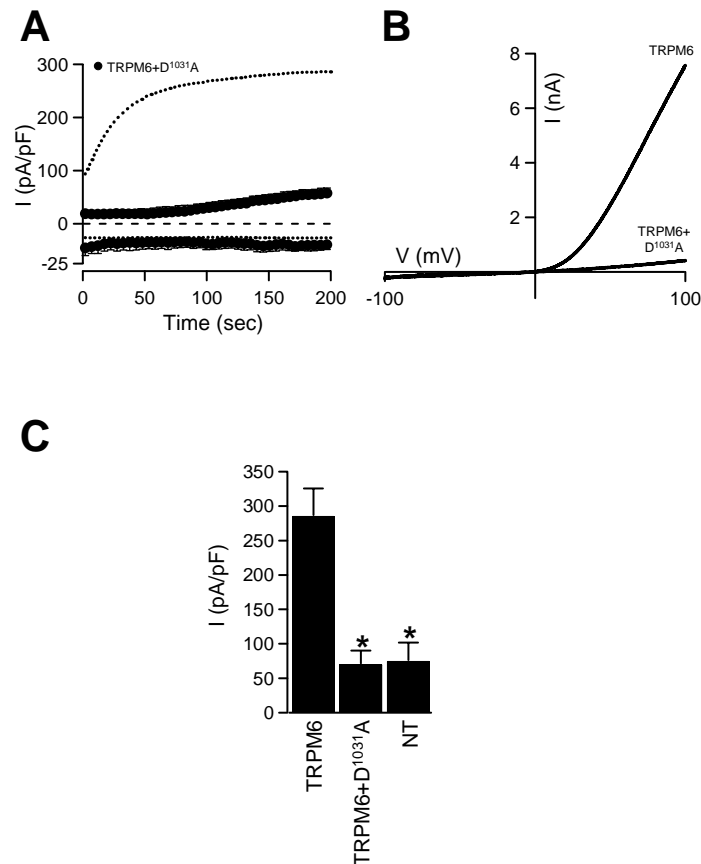 A
TRPM6+D¹⁰³¹A
I (pA/pF)
300
100
0
-25
0 50 100 150 200
Time (sec)
B
TRPM6
I (nA)
8
6
4
2
TRPM6+
D¹⁰³¹A
V (mV)
-100 100
C
I (pA/pF)
350
300
250
200
150
100
50
0
* *
TRPM6
TRPM6+D¹⁰³¹A
NT